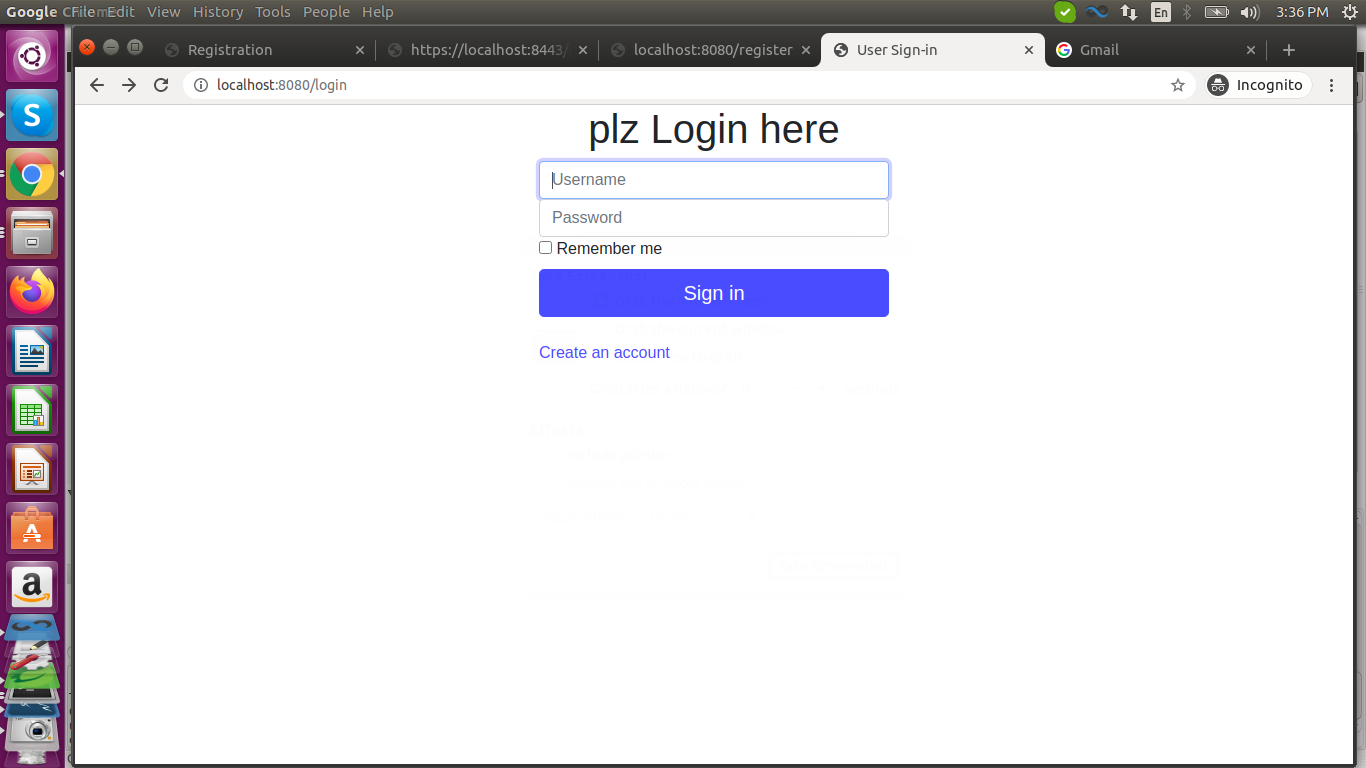 Google Chrome File Edit View History Tools People Help
En
3:36 PM
Registration
https://localhost:8443/
localhost:8080/register
User Sign-in
Gmail
localhost:8080/login
Incognito
plz Login here
Username
Password
Remember me
Sign in
Create an account